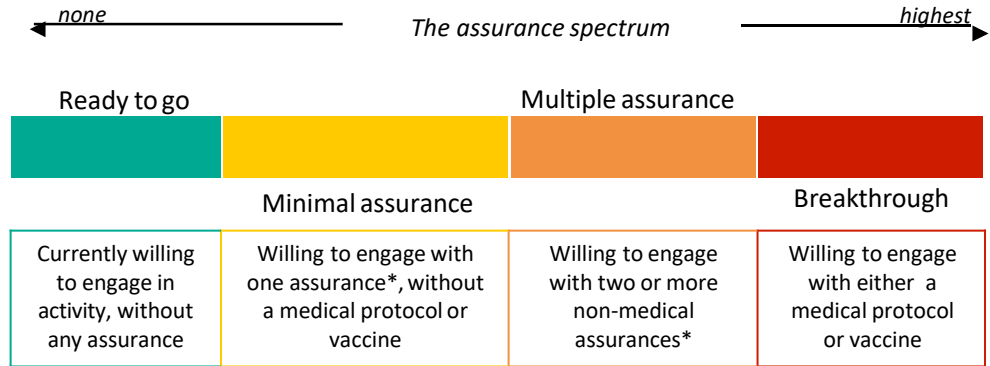 none
The assurance spectrum
highest
Ready to go
Multiple assurance
Minimal assurance
Breakthrough
Currently willing
to engage in
activity, without
any assurance
Willing to engage with
one assurance*, without
a medical protocol or
vaccine
Willing to engage
with two or more
non-medical
assurances*
Willing to engage
with either a
medical protocol
or vaccine